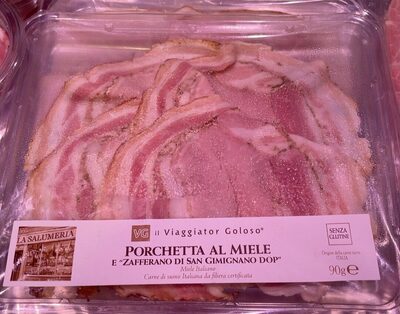 VG il Viaggiator Goloso®
LA SALUMERIA
PORCHETTA AL MIELE
E "ZAFFERANO DI SAN GIMIGNANO DOP"
Miele Italiano
Carne di suino Italiana da filiera certificata
SENZA
GLUTINE
Origine della carne suina:
ITALIA
90g e